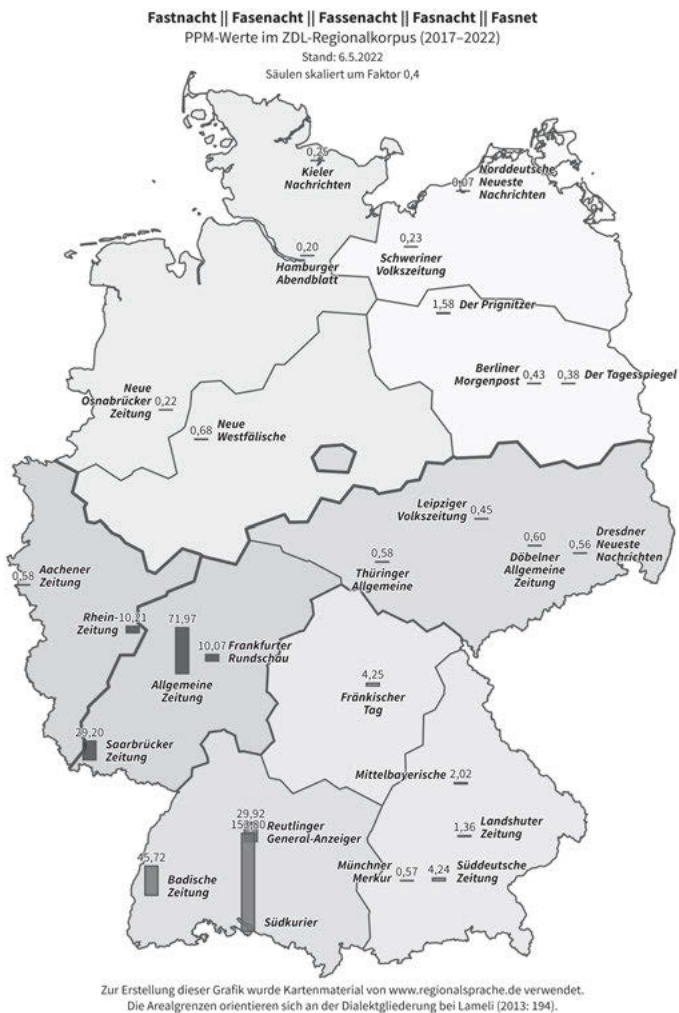 Fastnacht || Fasenacht || Fassenacht || Fasnacht || Fasnet
PPM-Werte im ZDL-Regionalkorpus (2017–2022)
Stand: 6.5.2022
Säulen skaliert um Faktor 0,4
Kieler
Nachrichten
0,07
Norddeutsche
Neueste
Nachrichten
0,20
Hamburger
Abendblatt
0,23
Schweriner
Volkszeitung
1,58 Der Prignitzer
Berliner
Morgenpost
0,43
0,38 Der Tagesspiegel
Neue
Osnabrücker
Zeitung
0,22
0,68
Neue
Westfälische
Leipziger
Volkszeitung
0,45
0,58
Thüringer
Allgemeine
0,60
Döbelner
Allgemeine
Zeitung
0,56
Dresdner
Neueste
Nachrichten
0,58
Aachener
Zeitung
Rhein-
Zeitung
10,21
71,97
Allgemeine
Zeitung
10,07
Frankfurter
Rundschau
4,25
Fränkischer
Tag
29,20
Saarbrücker
Zeitung
Mittelbayerische 2,02
29,92
Reutlinger
General-Anzeiger
1,36
Landshuter
Zeitung
45,72
Badische
Zeitung
Südkurier
Münchner
Merkur
0,57
4,24
Süddeutsche
Zeitung
Zur Erstellung dieser Grafik wurde Kartenmaterial von www.regionalsprache.de verwendet.
Die Arealgrenzen orientieren sich an der Dialektgliederung bei Lameli (2013: 194).